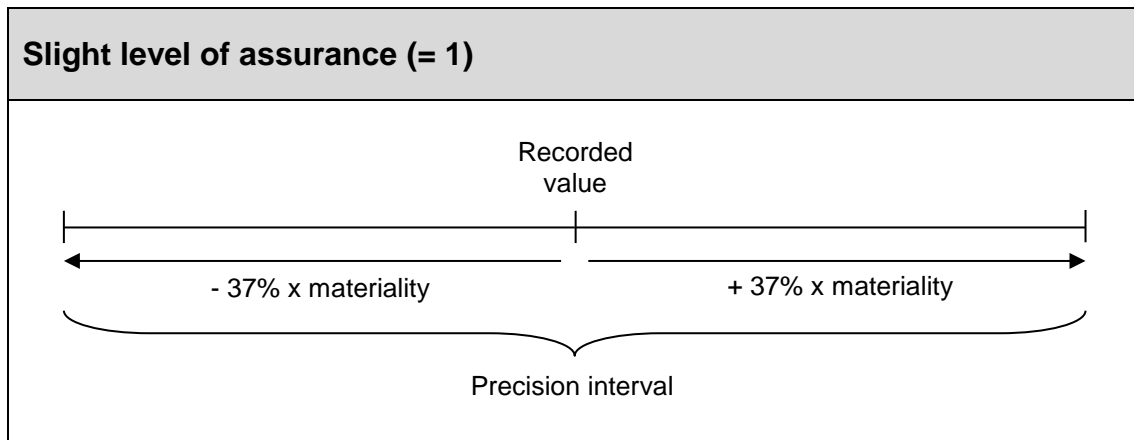 Slight level of assurance (= 1)
Recorded
value
- 37% x materiality
+ 37% x materiality
Precision interval